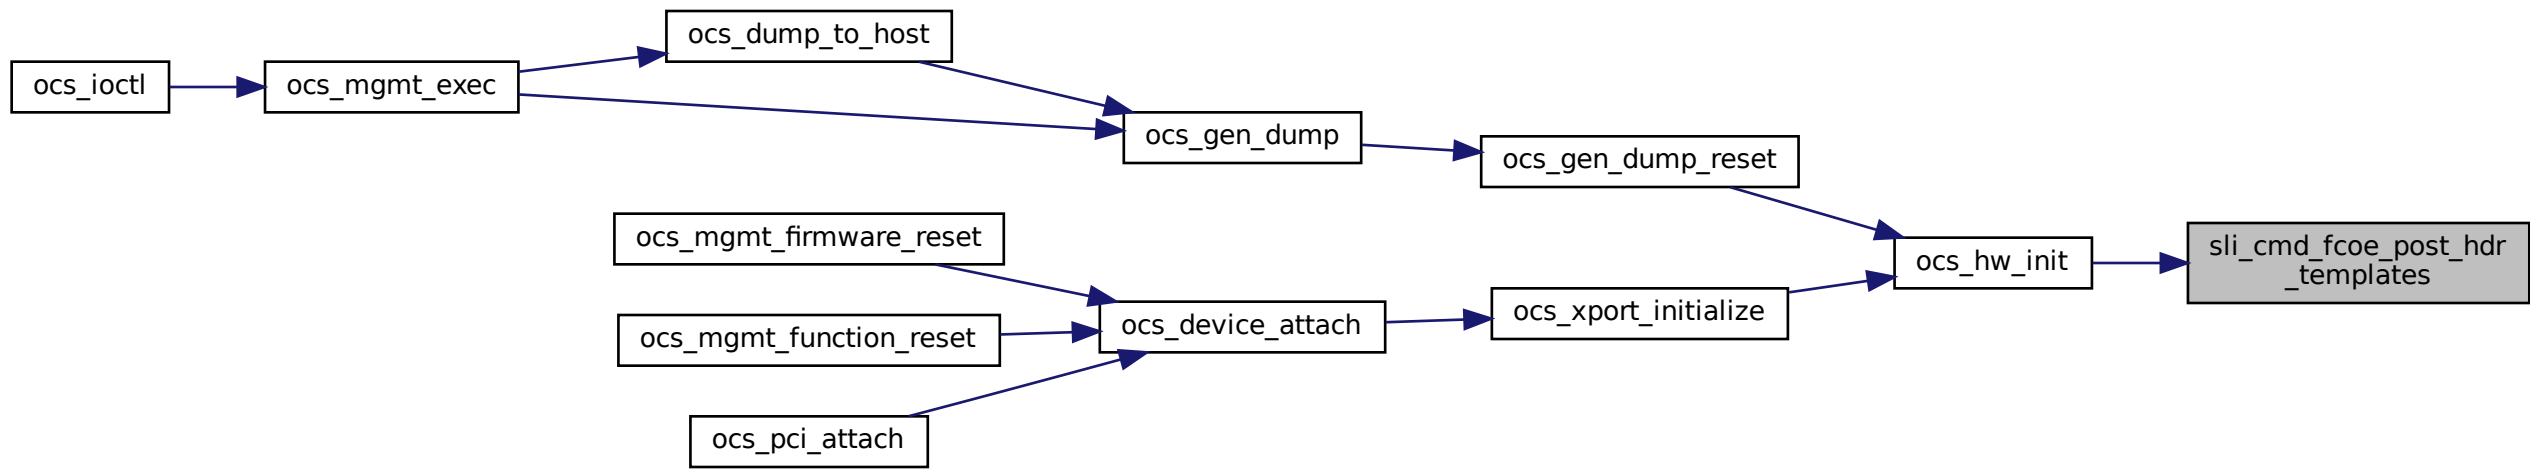 ocs_dump_to_host
ocs_ioctl
ocs_mgmt_exec
ocs_gen_dump
ocs_gen_dump_reset
ocs_mgmt_firmware_reset
sli_cmd_fcoe_post_hdr
_templates
ocs_hw_init
ocs_xport_initialize
ocs_device_attach
ocs_mgmt_function_reset
ocs_pci_attach